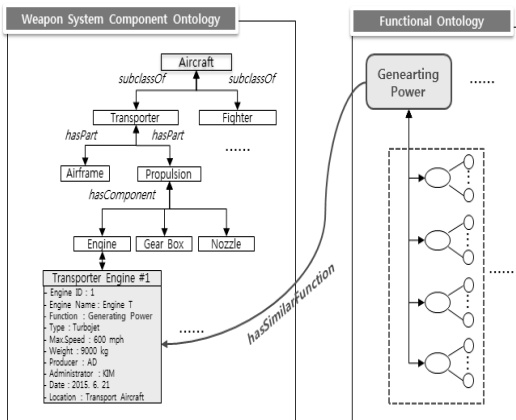 Weapon System Component Ontology
Functional Ontology
Aircraft
subclassOf
subclassOf
Transporter
Fighter
hasPart
hasPart
......
Airframe
Propulsion
hasComponent
Engine
Gear Box
Nozzle
Transporter Engine #1
- Engine ID : 1
- Engine Name : Engine T
- Function : Generating Power
- Type : Turbojet
- Max.Speed : 600 mph
- Weight : 9000 kg
- Producer : AD
- Administrator : KIM
- Date : 2015. 6. 21
- Location : Transport Aircraft
......
hasSimilarFunction
Genearting
Power
......
......